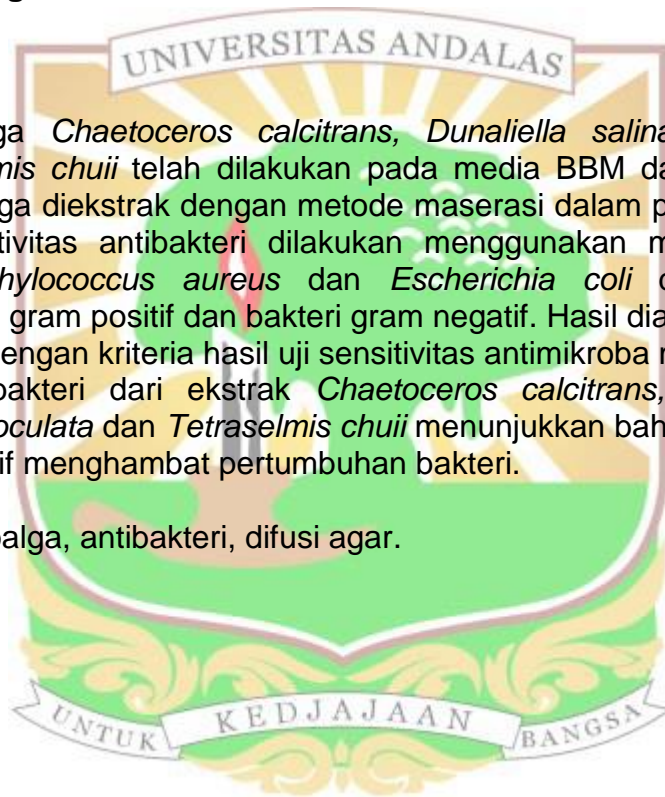 UNIVERSITAS ANDALAS
ga Chaetoceros calcitrans, Dunaliella salina
mis chuii telah dilakukan pada media BBM da
ga diekstrak dengan metode maserasi dalam p
tivitas antibakteri dilakukan menggunakan m
hylococcus aureus dan Escherichia coli
gram positif dan bakteri gram negatif. Hasil dia
engan kriteria hasil uji sensitivitas antimikroba
bakteri dari ekstrak Chaetoceros calcitrans,
oculata dan Tetraselmis chuii menunjukkan bah
if menghambat pertumbuhan bakteri.
alga, antibakteri, difusi agar.
UNTUK KEDJAJAAN BANGSA